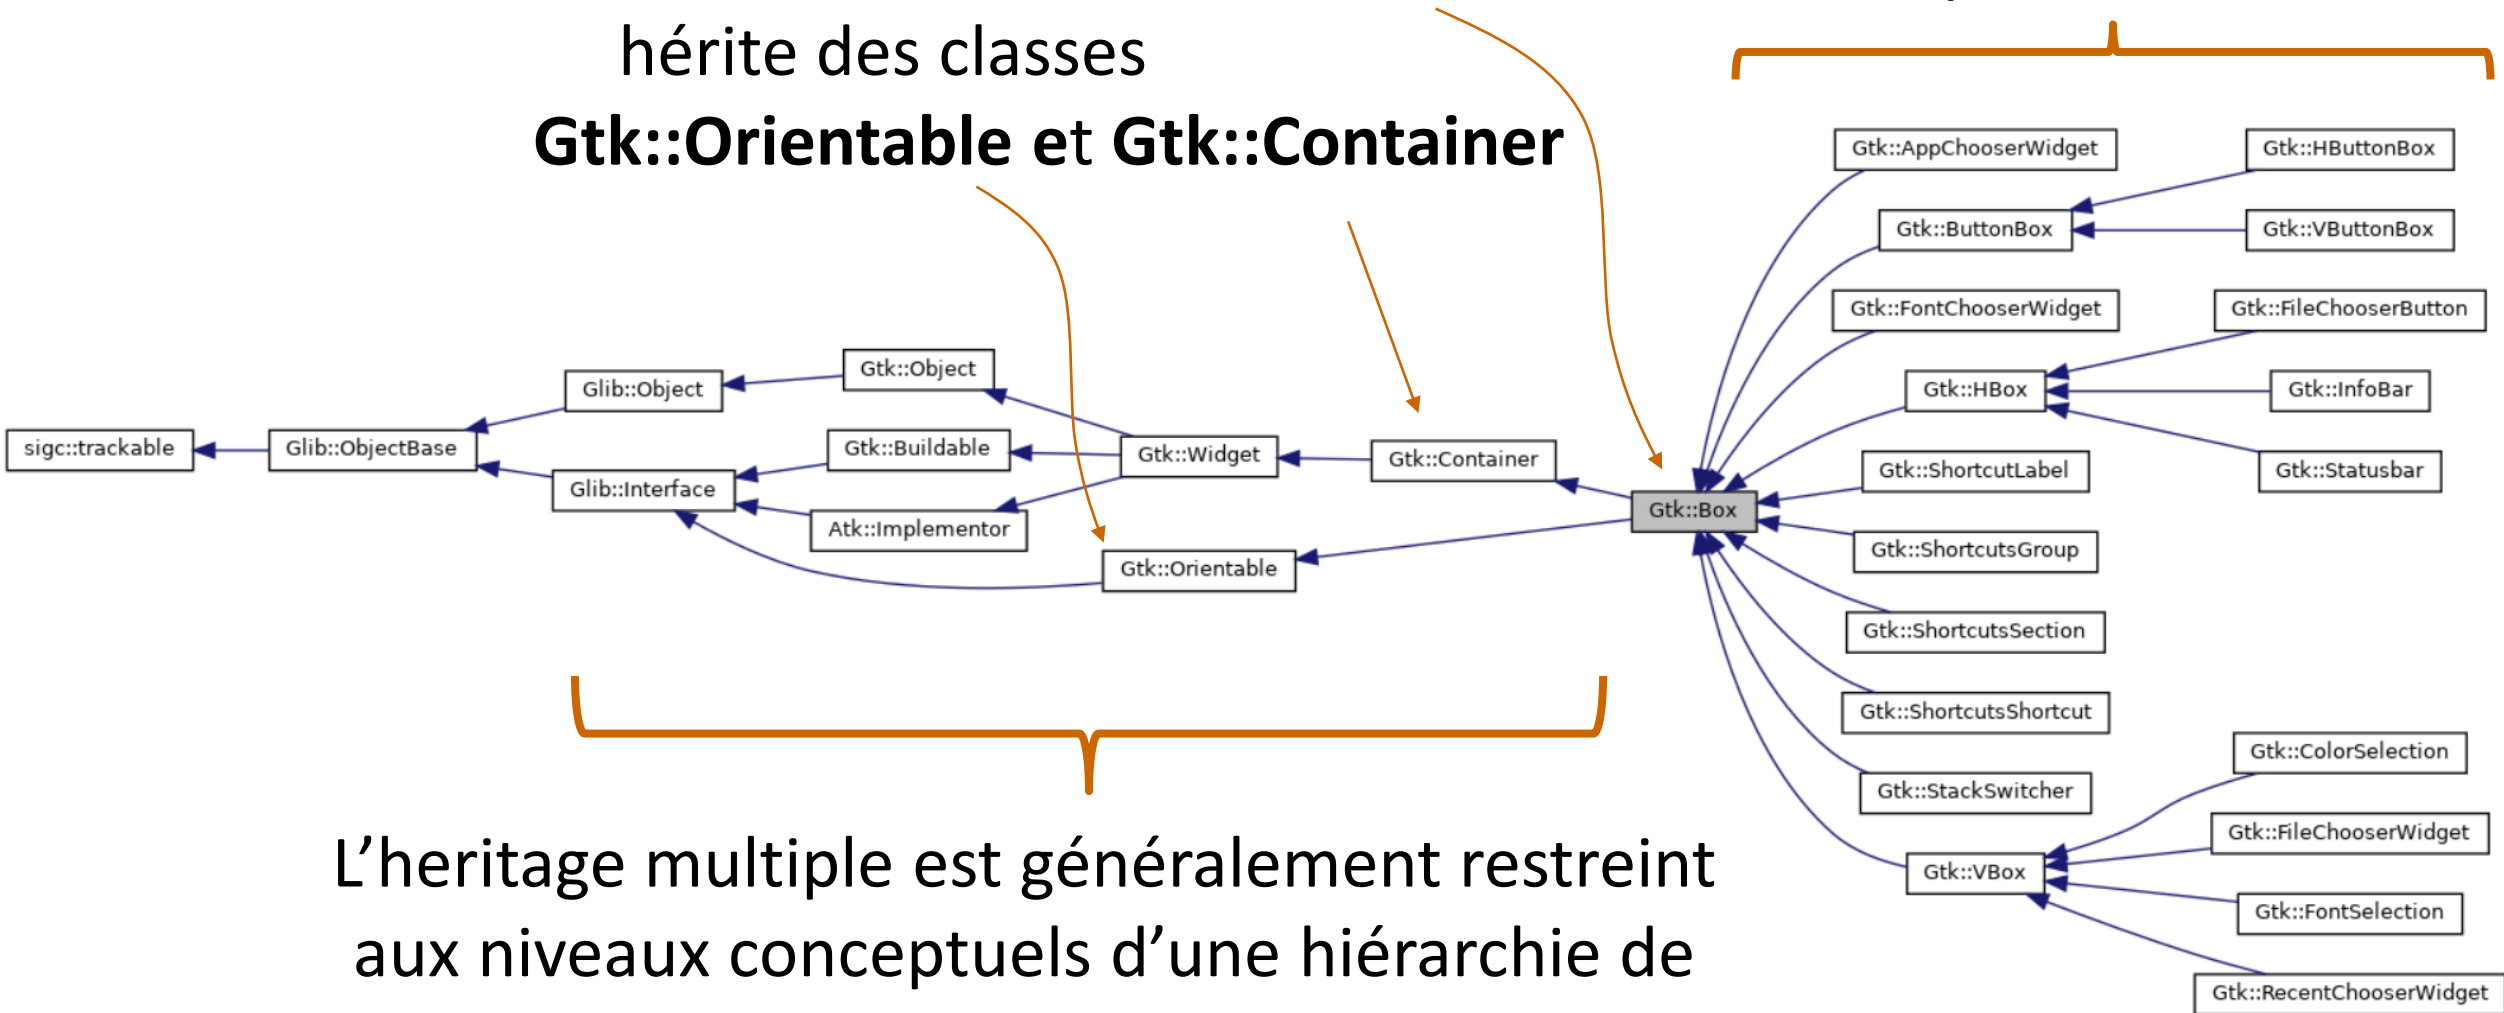 hérite des classes
Gtk::Orientable et Gtk::Container
Gtk::AppChooserWidget
Gtk::HButtonBox
Gtk::ButtonBox
Gtk::VButtonBox
Gtk::FontChooserWidget
Gtk::FileChooserButton
Gtk::Object
Glib::Object
Gtk::HBox
Gtk::InfoBar
sigc::trackable
Glib::ObjectBase
Gtk::Buildable
Gtk::Widget
Gtk::Container
Gtk::ShortcutLabel
Gtk::Statusbar
Glib::Interface
Gtk::Box
Atk::Implementor
Gtk::ShortcutsGroup
Gtk::Orientable
Gtk::ShortcutsSection
Gtk::ShortcutsShortcut
Gtk::ColorSelection
Gtk::StackSwitcher
Gtk::FileChooserWidget
Gtk::VBox
Gtk::FontSelection
Gtk::RecentChooserWidget
L’heritage multiple est généralement restreint
aux niveaux conceptuels d’une hiérarchie de